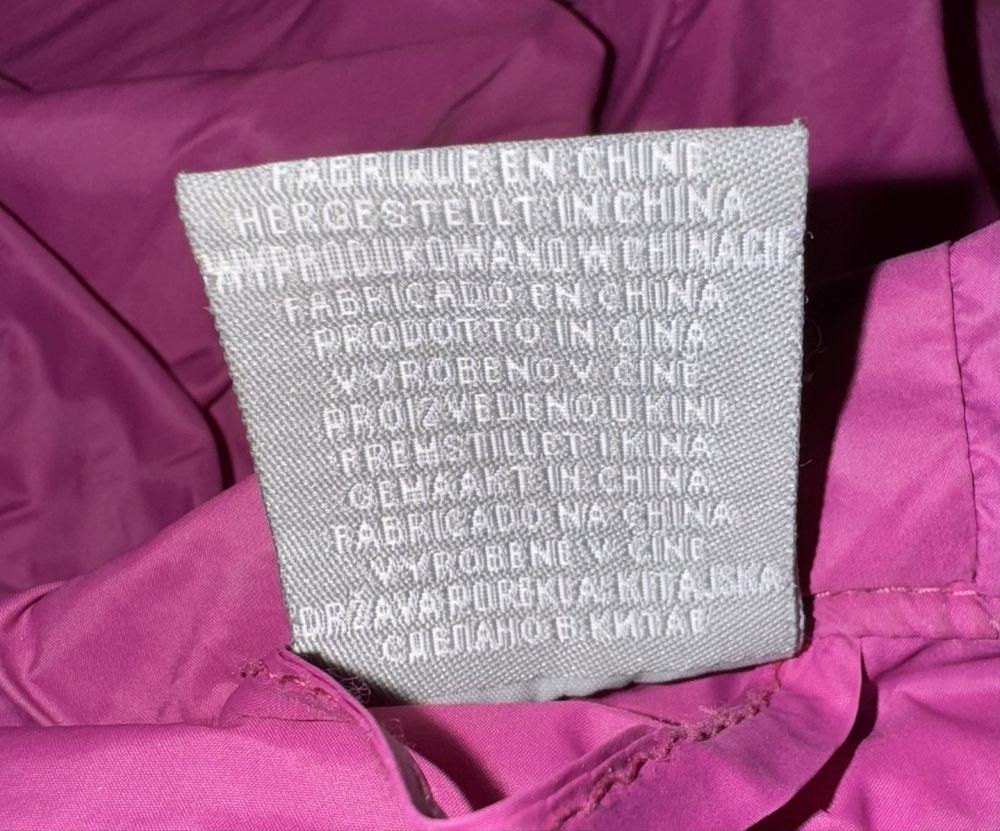 FABRIQUE EN CHINE
HERGESTELLT IN CHINA
WYPRODUKOWANO W CHINACH
FABRICADO EN CHINA
PRODOTTO IN CINA
VYROBENO V ČÍNĚ
PROIZVEDENO U KINI
FREMSTILLET I KINA
GEMAAKT IN CHINA
FABRICADO NA CHINA
VYROBENÉ V ČÍNE
DRŽAVA PUREKLA: KITAJSKA
СДЕЛАНО В КИТАЕ